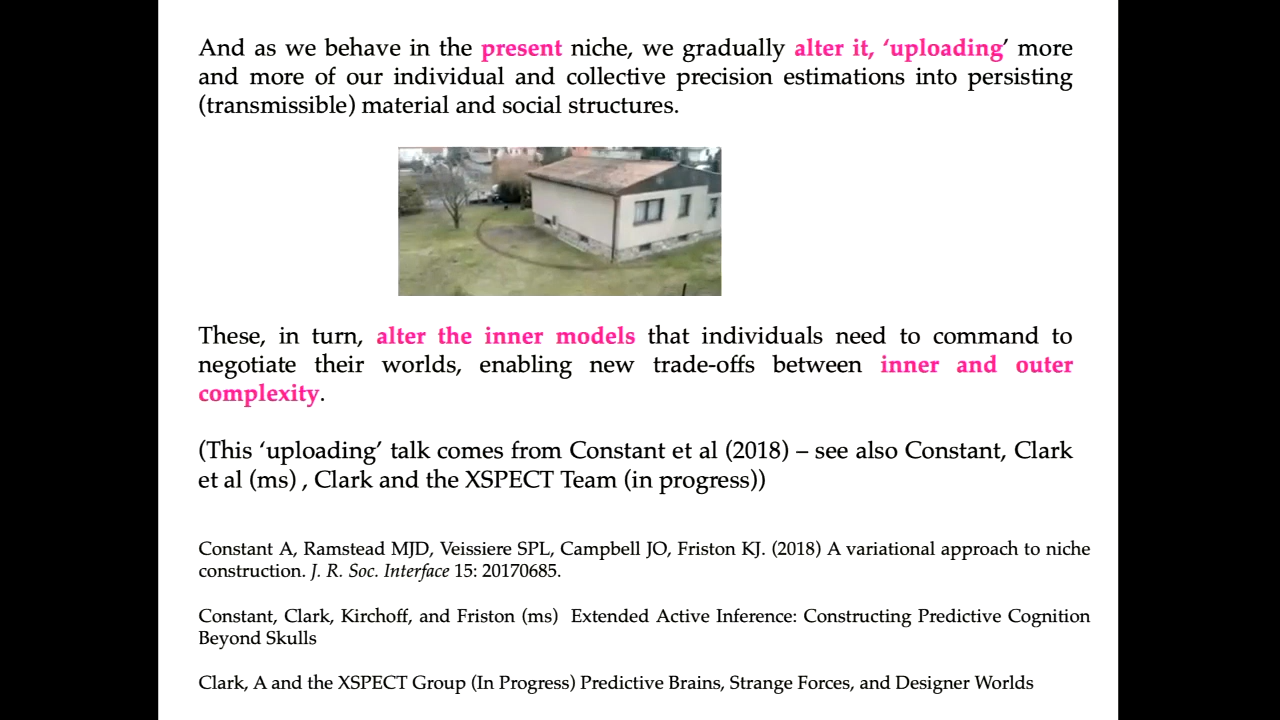 And as we behave in the present niche, we gradually alter it, ‘uploading’ more
and more of our individual and collective precision estimations into persisting
(transmissible) material and social structures.
These, in turn, alter the inner models that individuals need to command to
negotiate their worlds, enabling new trade-offs between inner and outer
complexity.
(This ‘uploading’ talk comes from Constant et al (2018) – see also Constant, Clark
et al (ms) , Clark and the XSPECT Team (in progress))
Constant A, Ramstead MJD, Veissiere SPL, Campbell JO, Friston KJ. (2018) A variational approach to niche
construction. J. R. Soc. Interface 15: 20170685.
Constant, Clark, Kirchoff, and Friston (ms) Extended Active Inference: Constructing Predictive Cognition
Beyond Skulls
Clark, A and the XSPECT Group (In Progress) Predictive Brains, Strange Forces, and Designer Worlds